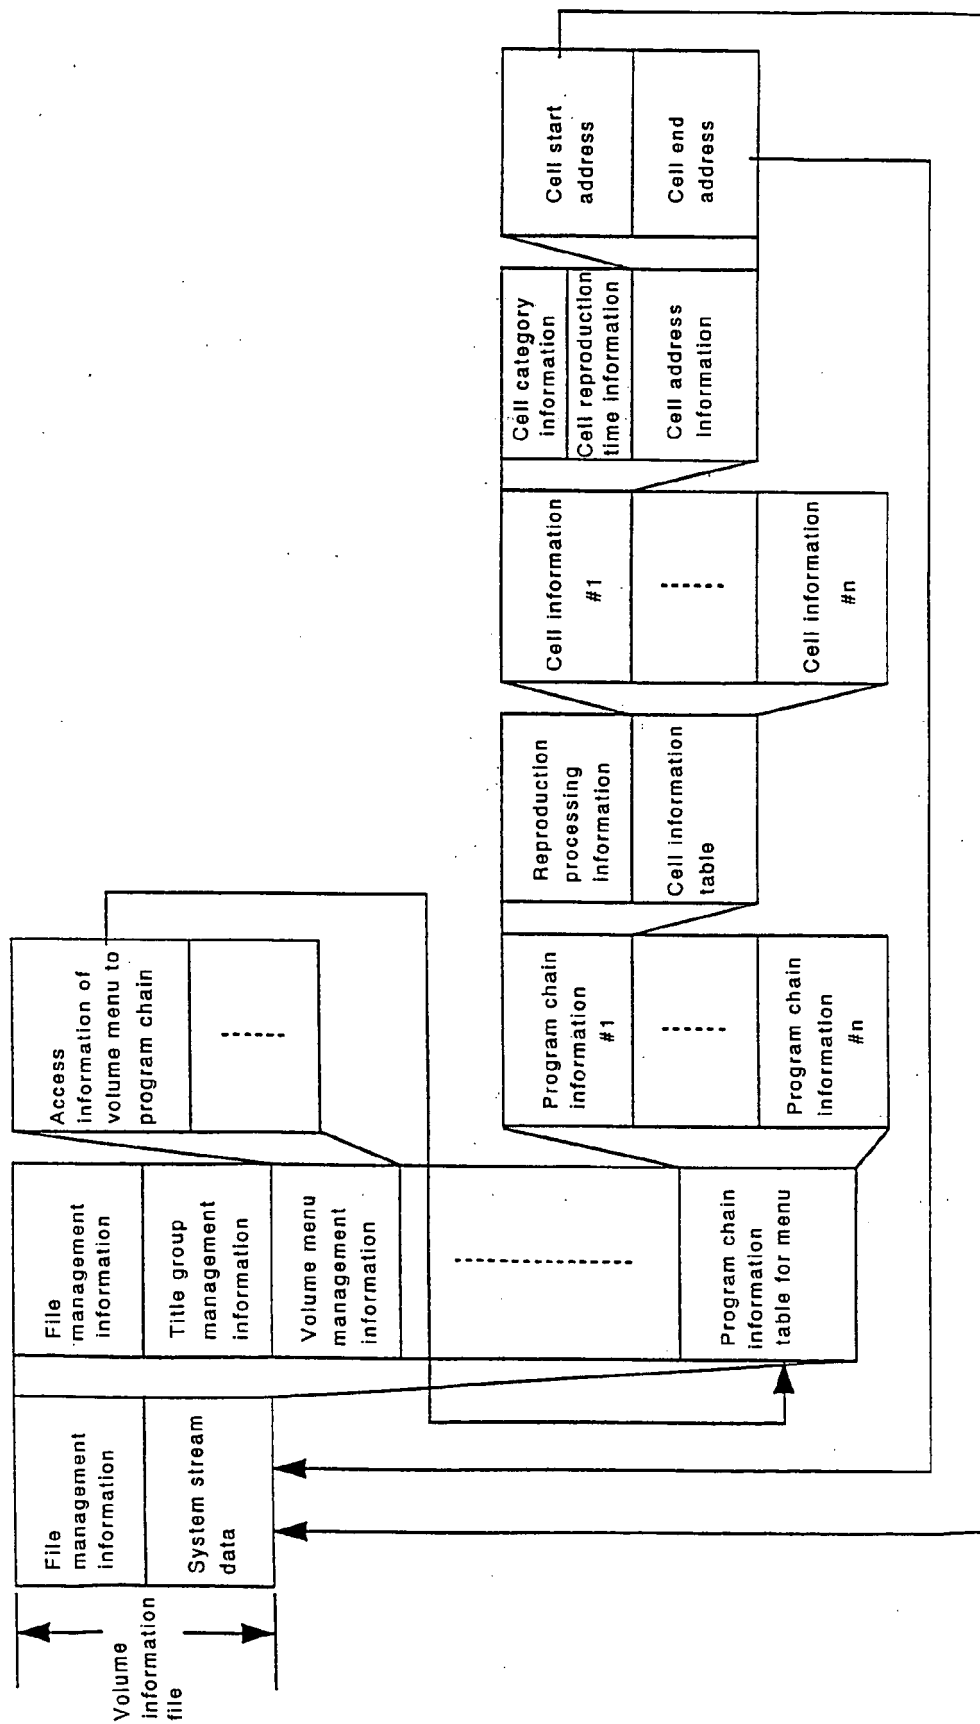 Volume
information
file
File
management
information
System stream
data
File
management
information
Title group
management
information
Volume menu
management
information
Program chain
information
table for menu
Access
information of
volume menu to
program chain
Program chain
information
#1
Program chain
information
#n
Reproduction
processing
information
Cell information
table
Cell information
#1
Cell information
#n
Cell category
information
Cell reproduction
time information
Cell address
Information
Cell start
address
Cell end
address